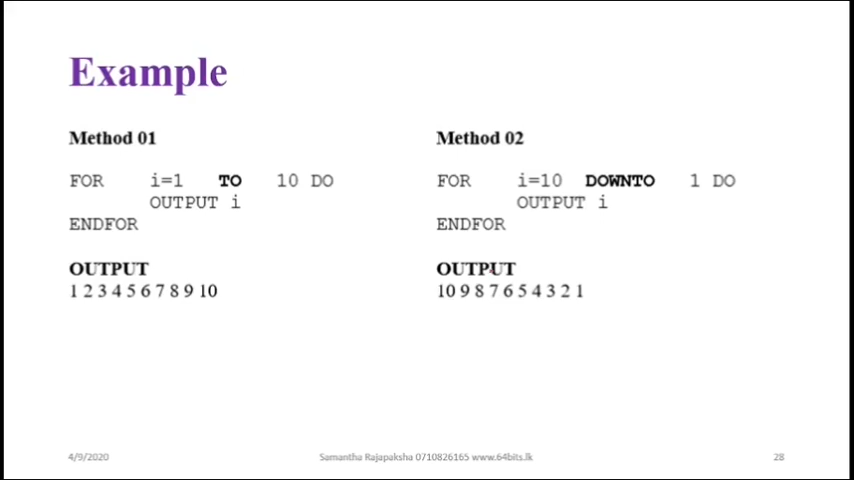 Example
Method 01
FOR i=1 TO 10 DO
OUTPUT i
ENDFOR
OUTPUT
1 2 3 4 5 6 7 8 9 10
Method 02
FOR i=10 DOWNTO 1 DO
OUTPUT i
ENDFOR
OUTPUT
10 9 8 7 6 5 4 3 2 1
4/9/2020
Samantha Rajapaksha 0710826165 www.64bits.lk
28